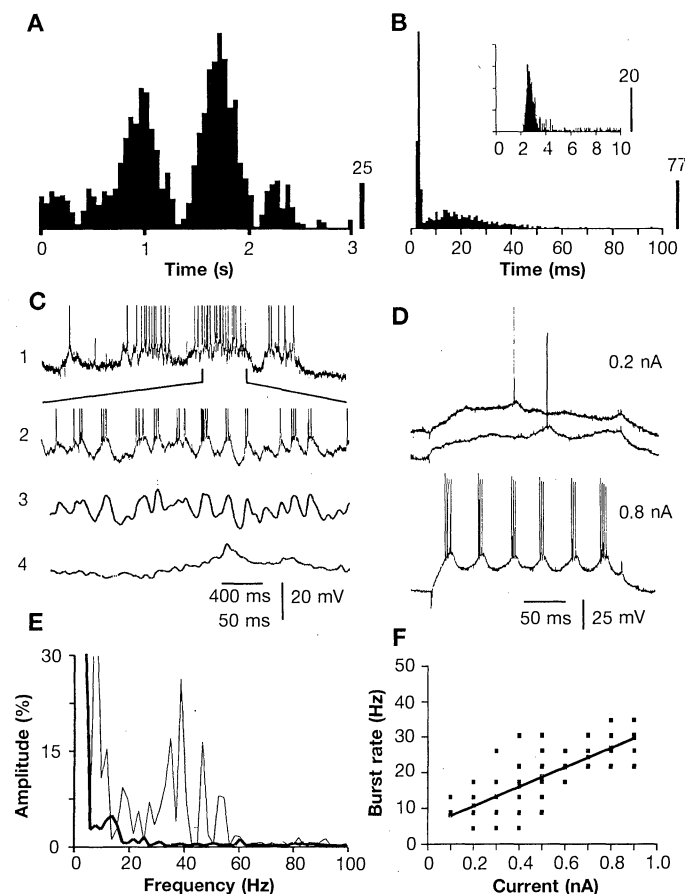 A
25
0 1 2 3
Time (s)
B
20
0 2 4 6 8 10
77
0 20 40 60 80 100
Time (ms)
C
1
2
3
4
400 ms
50 ms
20 mV
D
0.2 nA
0.8 nA
50 ms
25 mV
E
30
15
0
Amplitude (%)
0 20 40 60 80 100
Frequency (Hz)
F
50
40
30
20
10
0
Burst rate (Hz)
0 0.2 0.4 0.6 0.8 1.0
Current (nA)